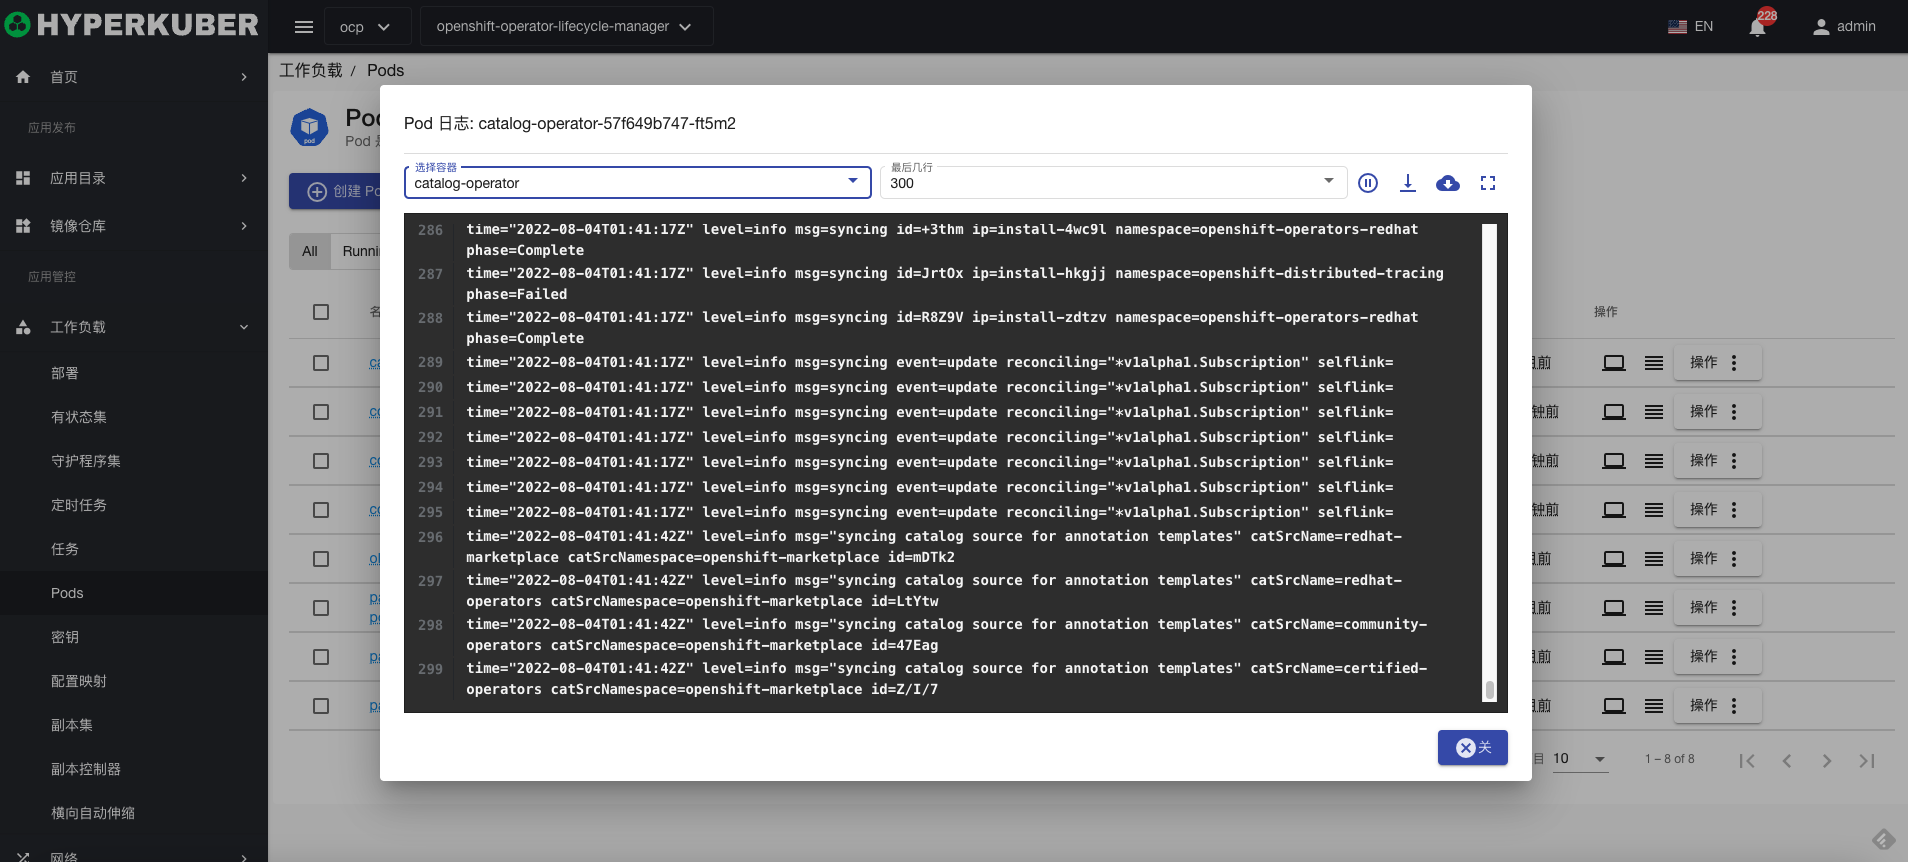 HYPERKUBER
ocp
openshift-operator-lifecycle-manager
EN
228
admin
首页
应用发布
应用目录
镜像仓库
应用管控
工作负载
部署
有状态集
守护程序集
定时任务
任务
Pods
密钥
配置映射
副本集
副本控制器
横向自动伸缩
网络
工作负载 / Pods
pod
Pod
创建
All
操作
Pod 日志: catalog-operator-57f649b747-ft5m2
选择容器
catalog-operator
最后几行
300
286 time="2022-08-04T01:41:17Z" level=info msg=syncing id=+3thm ip=install-4wc9l namespace=openshift-operators-redhat
phase=Complete
287 time="2022-08-04T01:41:17Z" level=info msg=syncing id=JrtOx ip=install-hkgjj namespace=openshift-distributed-tracing
phase=Failed
288 time="2022-08-04T01:41:17Z" level=info msg=syncing id=R8Z9V ip=install-zdtzv namespace=openshift-operators-redhat
phase=Complete
289 time="2022-08-04T01:41:17Z" level=info msg=syncing event=update reconciling="*v1alpha1.Subscription" selflink=
290 time="2022-08-04T01:41:17Z" level=info msg=syncing event=update reconciling="*v1alpha1.Subscription" selflink=
291 time="2022-08-04T01:41:17Z" level=info msg=syncing event=update reconciling="*v1alpha1.Subscription" selflink=
292 time="2022-08-04T01:41:17Z" level=info msg=syncing event=update reconciling="*v1alpha1.Subscription" selflink=
293 time="2022-08-04T01:41:17Z" level=info msg=syncing event=update reconciling="*v1alpha1.Subscription" selflink=
294 time="2022-08-04T01:41:17Z" level=info msg=syncing event=update reconciling="*v1alpha1.Subscription" selflink=
295 time="2022-08-04T01:41:17Z" level=info msg=syncing event=update reconciling="*v1alpha1.Subscription" selflink=
296 time="2022-08-04T01:41:42Z" level=info msg="syncing catalog source for annotation templates" catSrcName=redhat-
marketplace catSrcNamespace=openshift-marketplace id=mDTk2
297 time="2022-08-04T01:41:42Z" level=info msg="syncing catalog source for annotation templates" catSrcName=redhat-
operators catSrcNamespace=openshift-marketplace id=LtYtw
298 time="2022-08-04T01:41:42Z" level=info msg="syncing catalog source for annotation templates" catSrcName=community-
operators catSrcNamespace=openshift-marketplace id=47Eag
299 time="2022-08-04T01:41:42Z" level=info msg="syncing catalog source for annotation templates" catSrcName=certified-
operators catSrcNamespace=openshift-marketplace id=Z/I/7
关
前 操作
钟前 操作
钟前 操作
钟前 操作
前 操作
前 操作
前 操作
前 操作
目 10
1 – 8 of 8